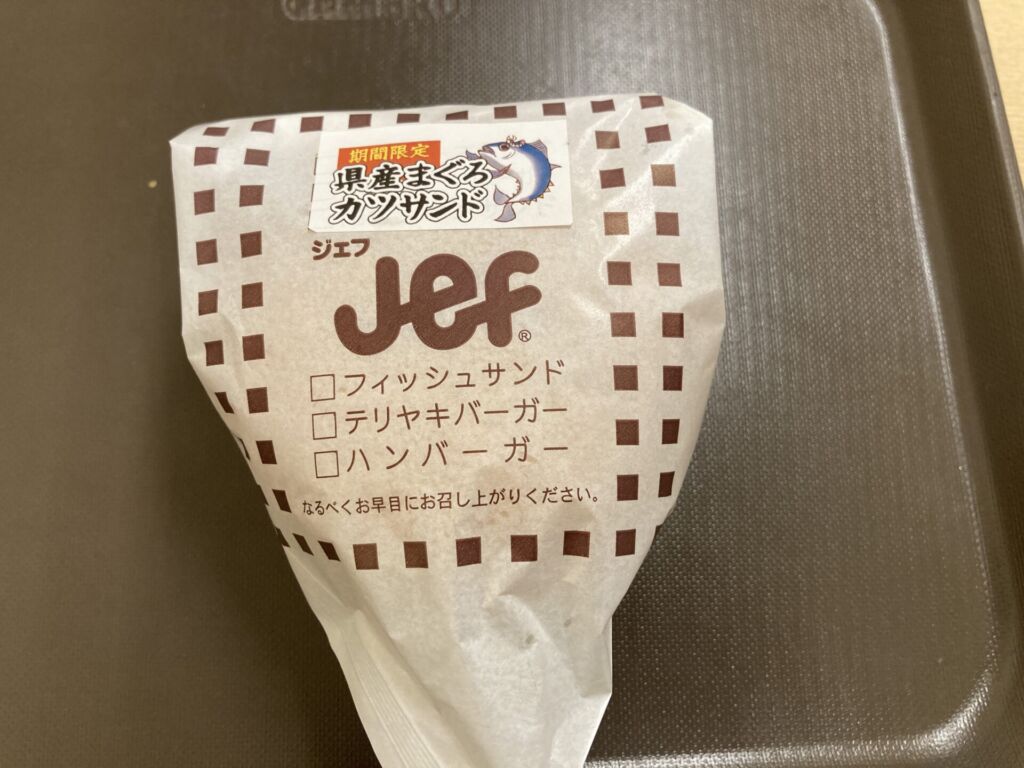 期間限定
県産まぐろ
カツサンド
ジェフ
Jef®
□フィッシュサンド
□テリヤキバーガー
□ハンバーガー
なるべくお早目にお召し上がりください。